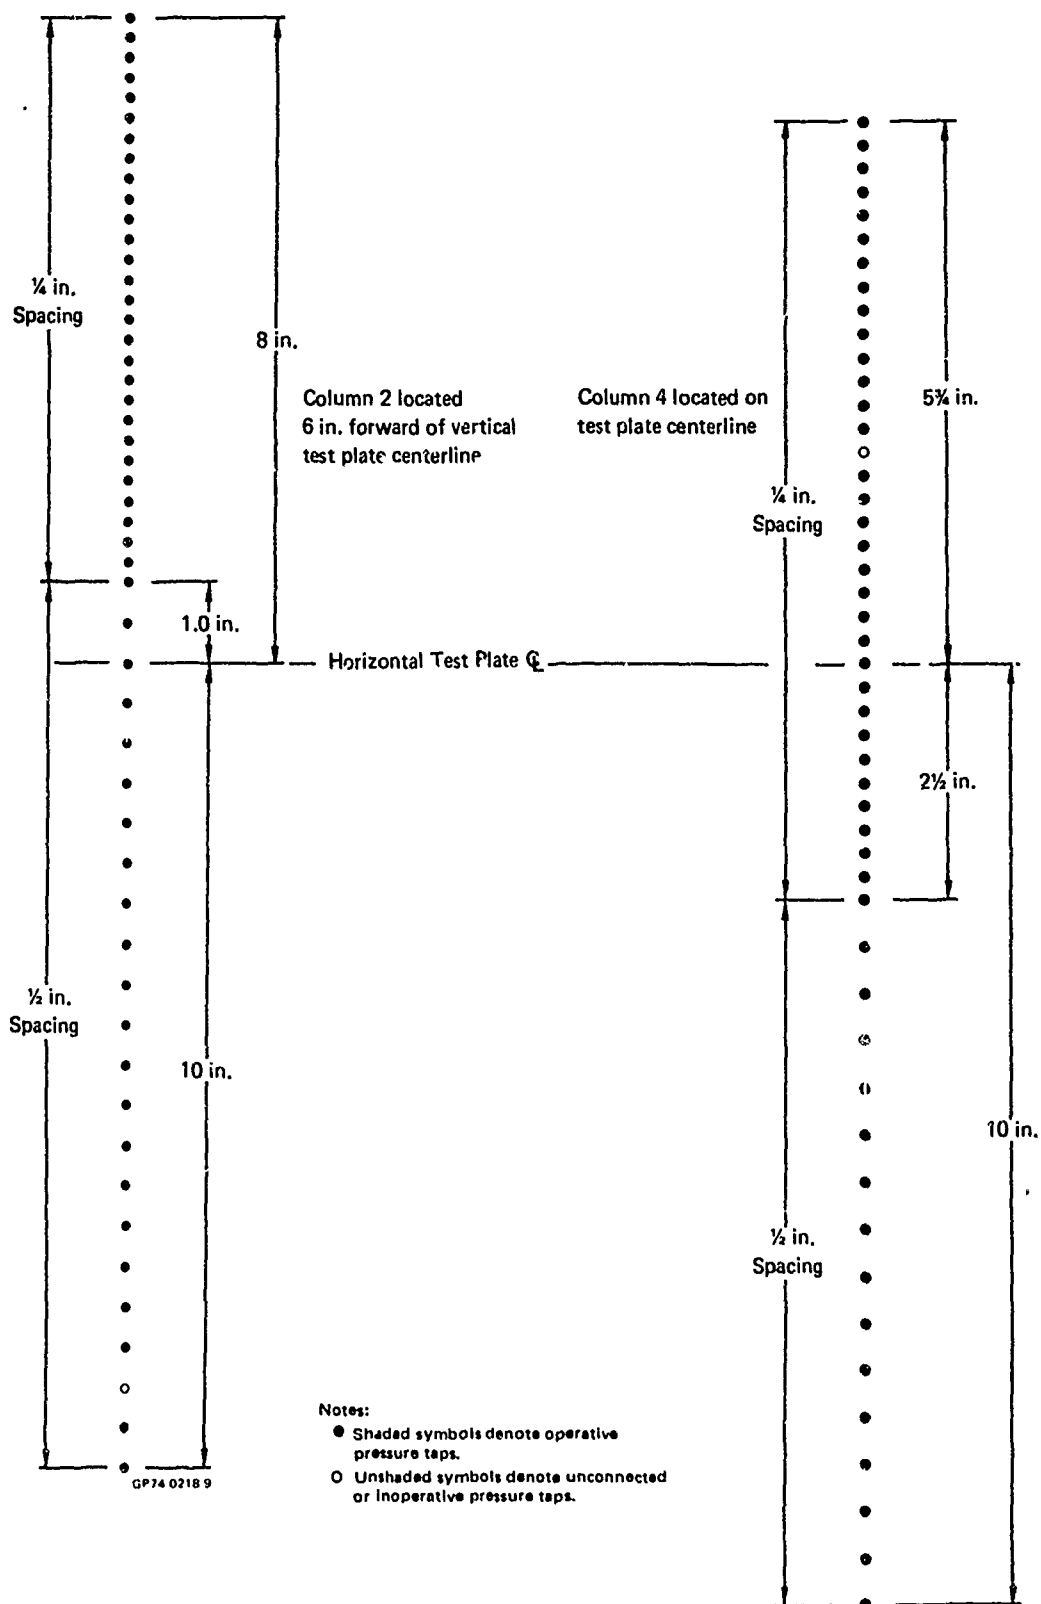 ¼ in.
Spacing
8 in.
Column 2 located
6 in. forward of vertical
test plate centerline
Column 4 located on
test plate centerline
5¾ in.
¼ in.
Spacing
1.0 in.
Horizontal Test Plate ℄
2½ in.
½ in.
Spacing
10 in.
10 in.
½ in.
Spacing
Notes:
● Shaded symbols denote operative
pressure taps.
○ Unshaded symbols denote unconnected
or inoperative pressure taps.
GP74 0218 9